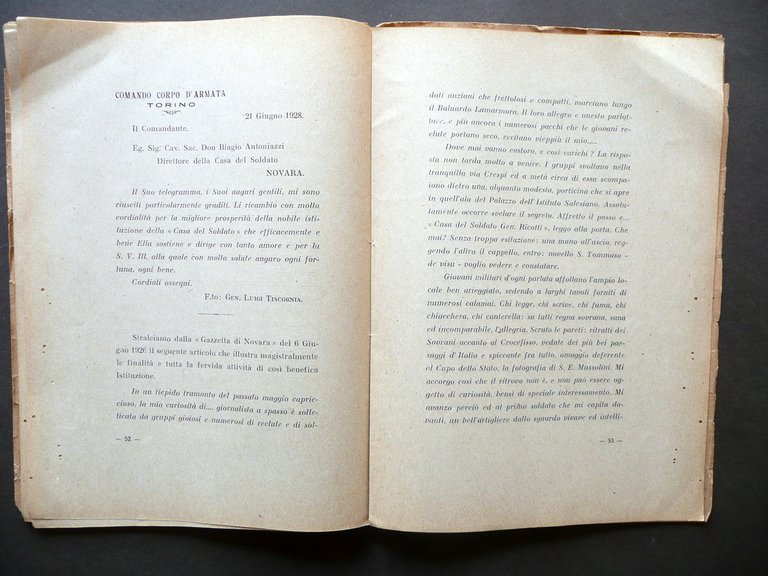 COMANDO CORPO D'ARMATA
TORINO
21 Giugno 1928.
Il Comandante.
Eg. Sig. Cav. Sac. Don Biagio Antoniazzi
Direttore della Casa del Soldato
NOVARA.
Il Suo telegramma, i Suoi auguri gentili, mi sono
riusciti particolarmente graditi. Li ricambio con molta
cordialità per la migliore prosperità della nobile isti-
tuzione della « Casa del Soldato » che efficacemente e
bene Ella sostiene e dirige con tanto amore e per la
S. V. Ill. alla quale con molta salute auguro ogni for-
tuna, ogni bene.
Cordiali ossequi.
F.to: GEN. LUIGI TISCORNIA.
Stralciamo dalla « Gazzetta di Novara » del 6 Giu-
gno 1926 il seguente articolo che illustra magistralmente
le finalità e tutta la fervida attività di così benefica
Istituzione.
In un tiepido tramonto del passato maggio capric-
cioso, la mia curiosità di.... giornalista a spasso è solle-
ticata da gruppi gioiosi e numerosi di reclute e di sol-
— 52 —
dati anziani che frettolosi e compatti, marciano lungo
il Baluardo Lamarmora. Il loro allegro e onesto parlot-
tare, e più ancora i numerosi pacchi che le giovani re-
clute portano seco, eccitano vieppiù il mio....
Dove mai vanno costoro, e così carichi ? La rispos
ta non tarda molto a venire. I gruppi svoltano nella
tranquilla via Crespi ed a metà circa di essa scompa-
iono dietro una, alquanto modesta, porticina che si apre
in quell'ala del Palazzo dell'Istituto Salesiano. Assolu-
tamente occorre svelare il segreto. Affretto il passo e...
« Casa del Soldato Gen. Ricotti », leggo alla porta. Che
mai? Senza troppa esitazione: una mano all'uscio, reg-
gendo l'altra il cappello, entro: novello S. Tommaso -
de visu - voglio vedere e constatare.
Giovani militari d'ogni parlata affollano l'ampio lo-
cale ben arieggiato, sedendo a larghi tavoli forniti di
numerosi calamai. Chi legge, chi scrive, chi fuma, chi
chiacchera, chi canterella: su tutti regna sovrana, sana
ed incomparabile, l'allegria. Scruto le pareti: ritratti dei
Sovrani accanto al Crocefisso, vedute dei più bei pae-
saggi d'Italia e spiccante fra tutto, omaggio deferente
al Capo dello Stato, la fotografia di S. E. Mussolini. Mi
accorgo così che il ritrovo non è, e non può essere og-
getto di curiosità, bensì di speciale interessamento. Mi
avanzo perciò ed al primo soldato che mi capita da-
vanti, un bell'artigliere dallo sguardo vivace ed intelli-
— 53 —